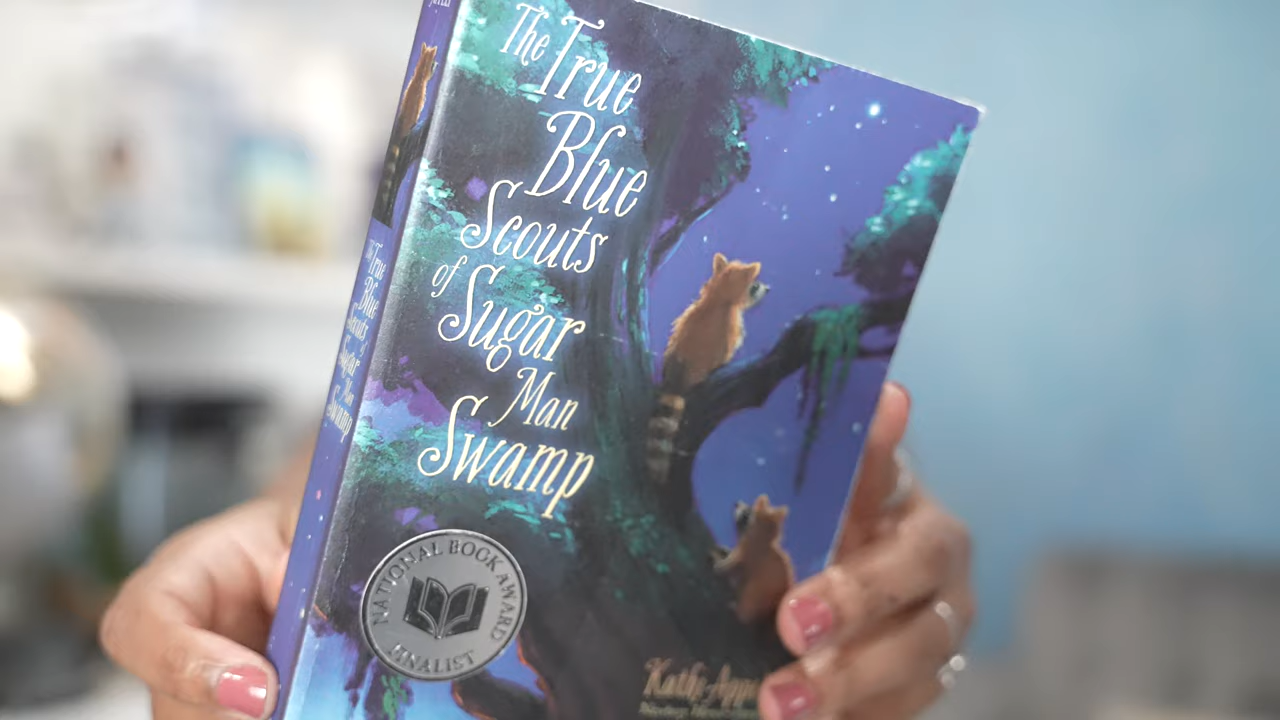 The
True
Blue
Scouts
of
Sugar
Man
Swamp
NATIONAL BOOK AWARD
FINALIST
Kathi
The
True
Blue
Scouts
of
Sugar
Man
Swamp